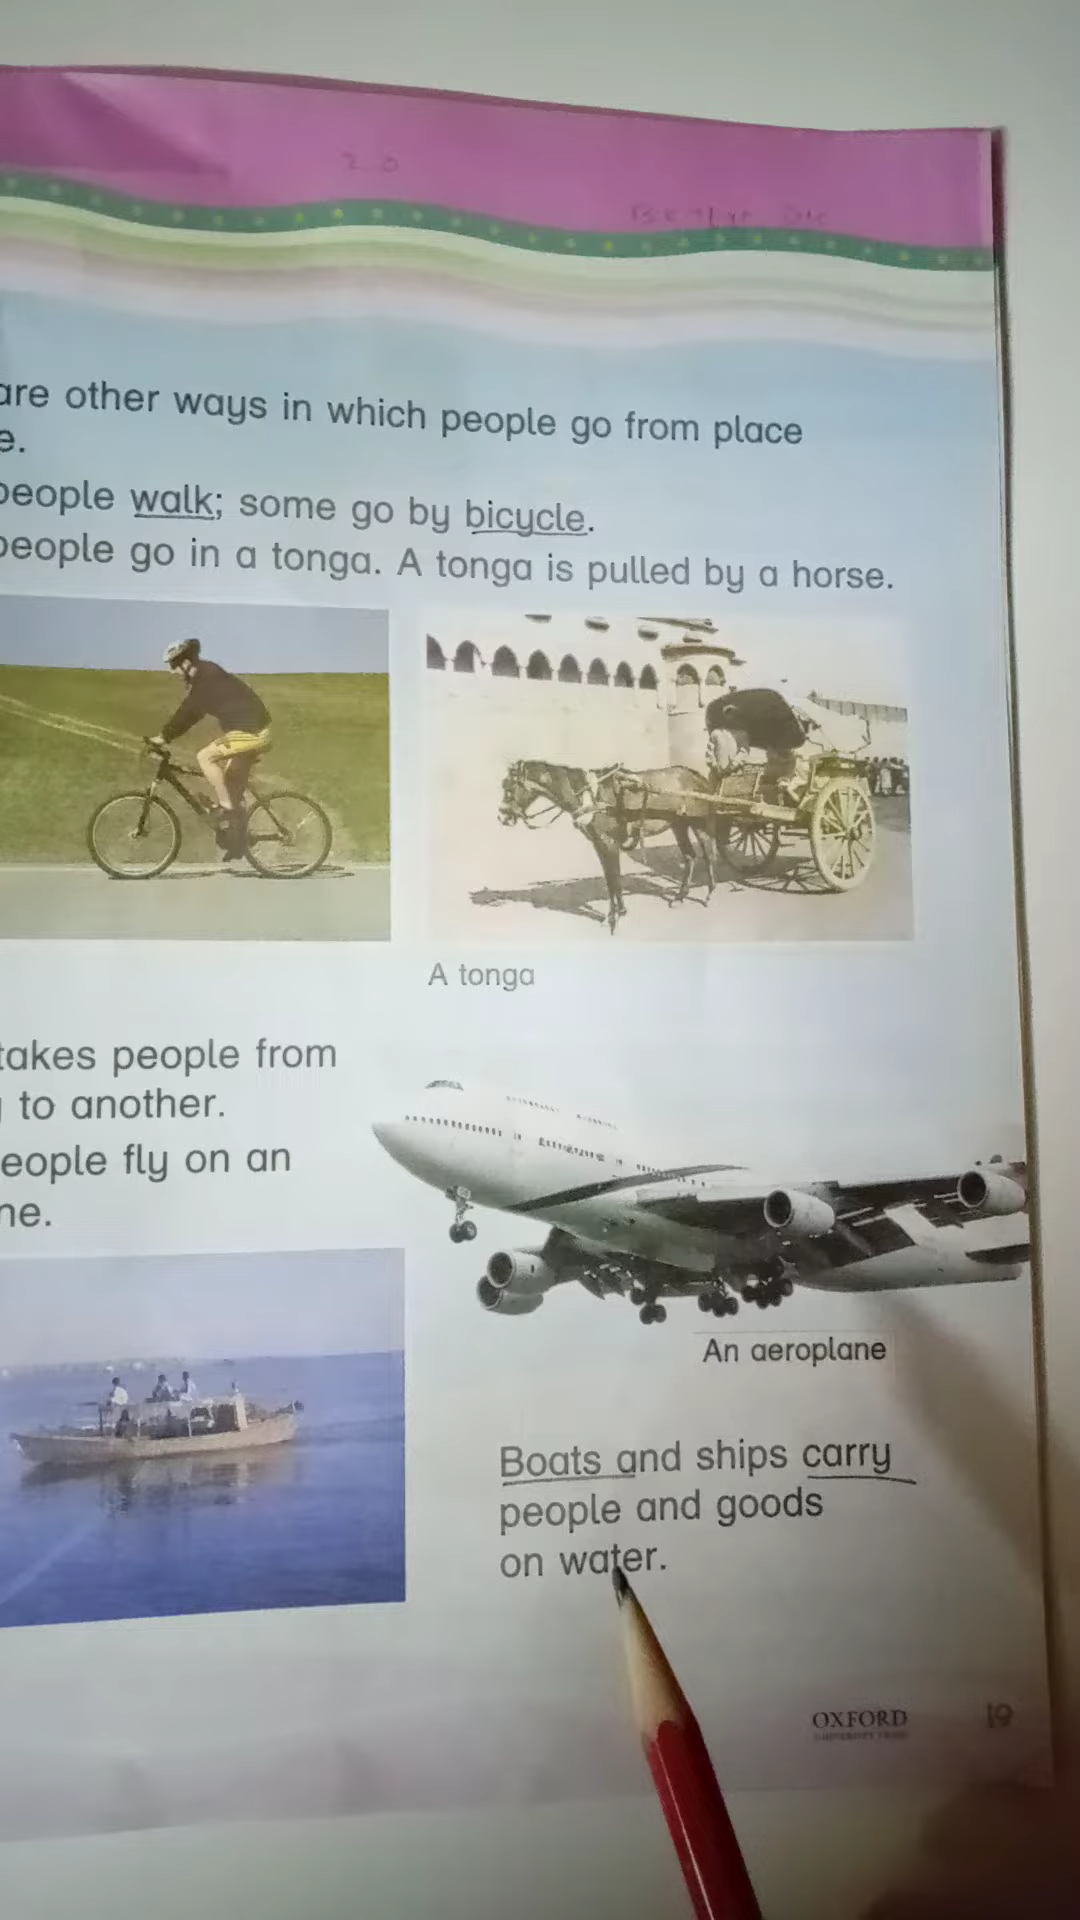 are other ways in which people go from place
e.
people walk; some go by bicycle.
people go in a tonga. A tonga is pulled by a horse.
A tonga
takes people from
to another.
eople fly on an
ne.
An aeroplane
Boats and ships carry
people and goods
on water.
OXFORD
UNIVERSITY PRESS
19